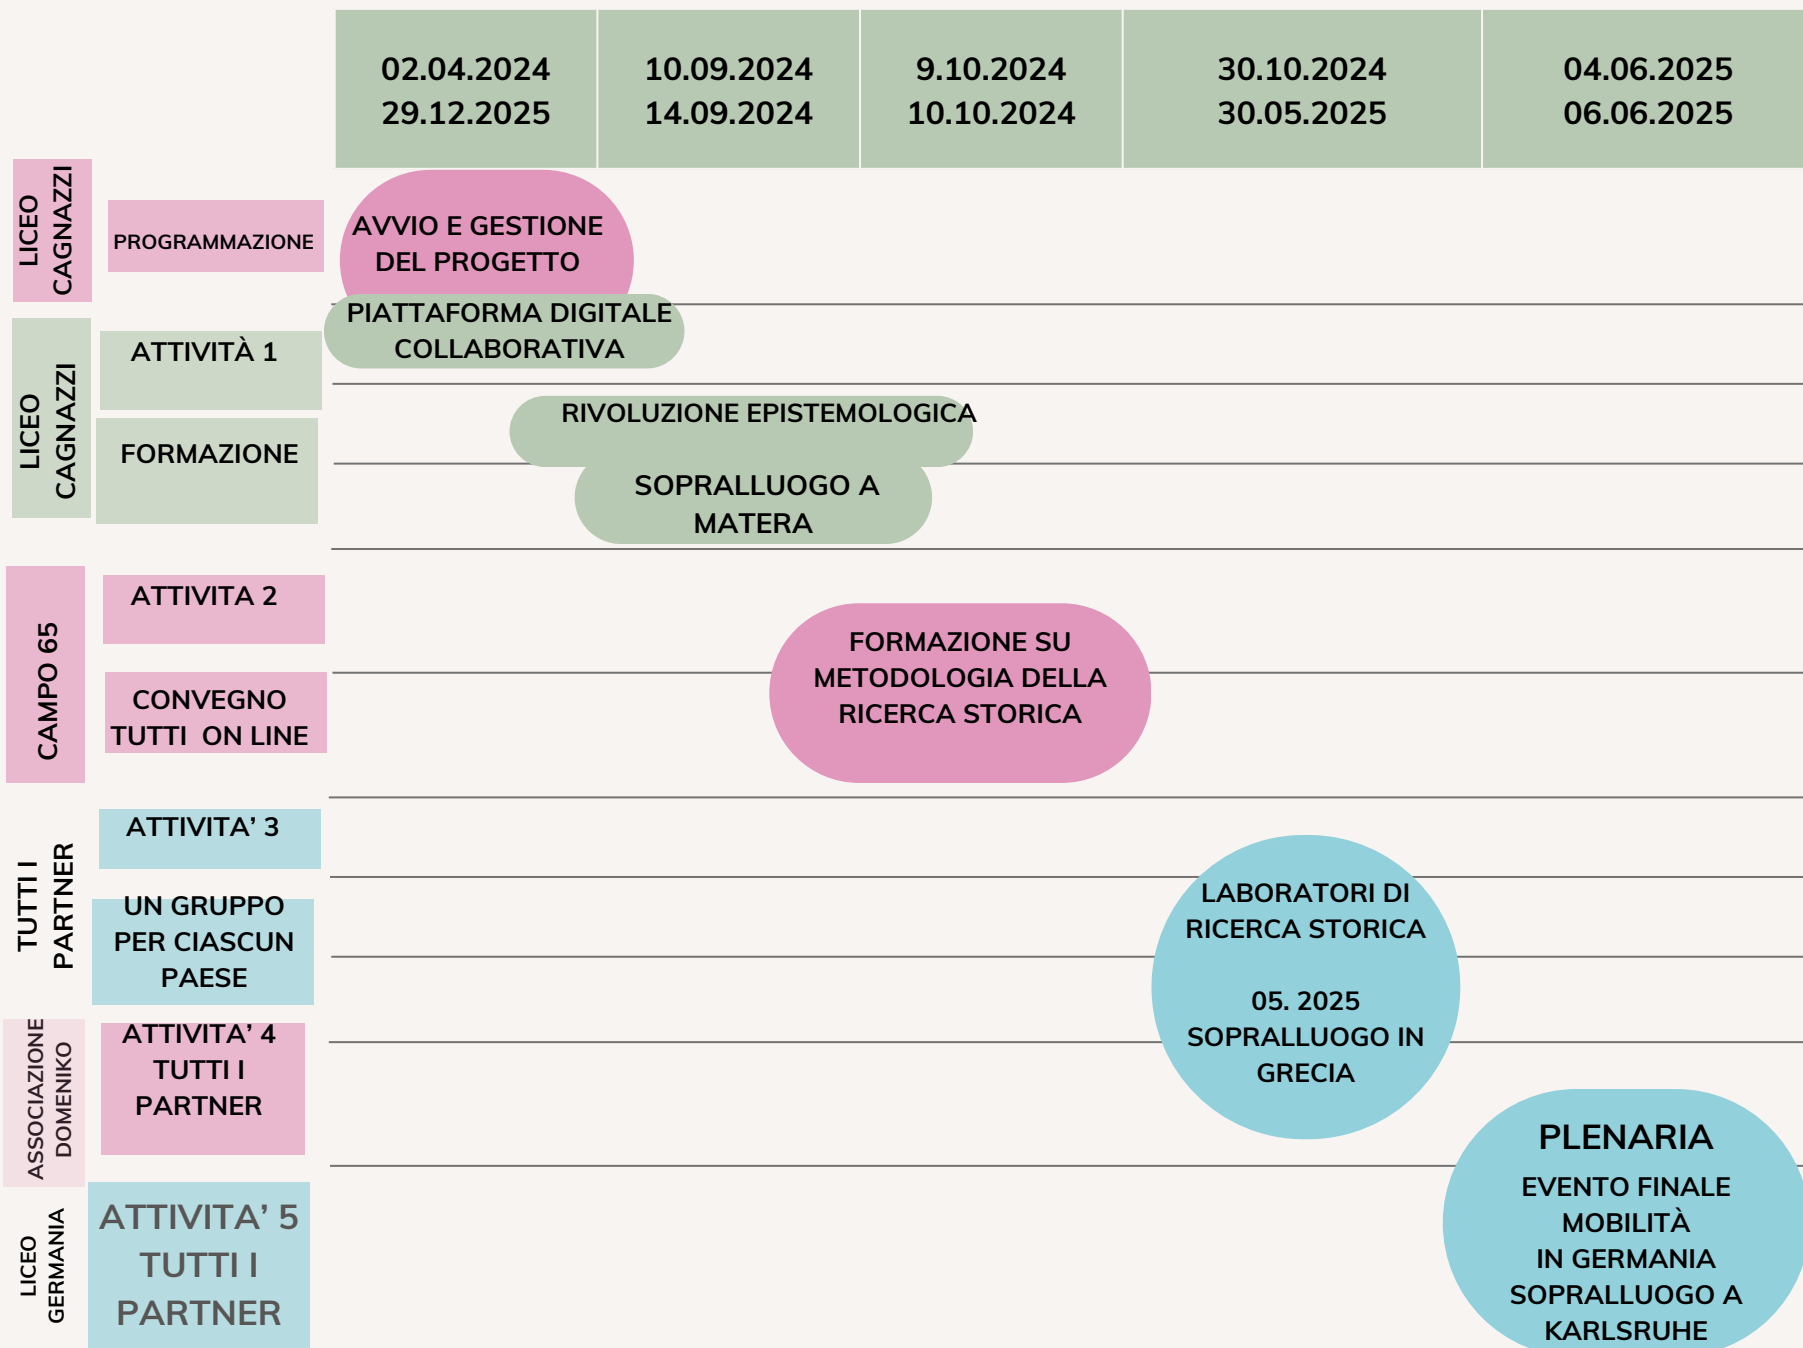 02.04.2024
29.12.2025
10.09.2024
14.09.2024
9.10.2024
10.10.2024
30.10.2024
30.05.2025
04.06.2025
06.06.2025
LICEO
CAGNAZZI
PROGRAMMAZIONE
AVVIO E GESTIONE
DEL PROGETTO
LICEO
CAGNAZZI
ATTIVITÀ 1
PIATTAFORMA DIGITALE
COLLABORATIVA
FORMAZIONE
RIVOLUZIONE EPISTEMOLOGICA
SOPRALLUOGO A
MATERA
CAMPO 65
ATTIVITA 2
CONVEGNO
TUTTI  ON LINE
FORMAZIONE SU
METODOLOGIA DELLA
RICERCA STORICA
TUTTI I
PARTNER
ATTIVITA’ 3
UN GRUPPO
PER CIASCUN
PAESE
LABORATORI DI
RICERCA STORICA
05. 2025
SOPRALLUOGO IN
GRECIA
ASSOCIAZIONE
DOMENIKO
ATTIVITA’ 4
TUTTI I
PARTNER
LICEO
GERMANIA
ATTIVITA’ 5
TUTTI I
PARTNER
PLENARIA
EVENTO FINALE
MOBILITÀ
IN GERMANIA
SOPRALLUOGO A
KARLSRUHE